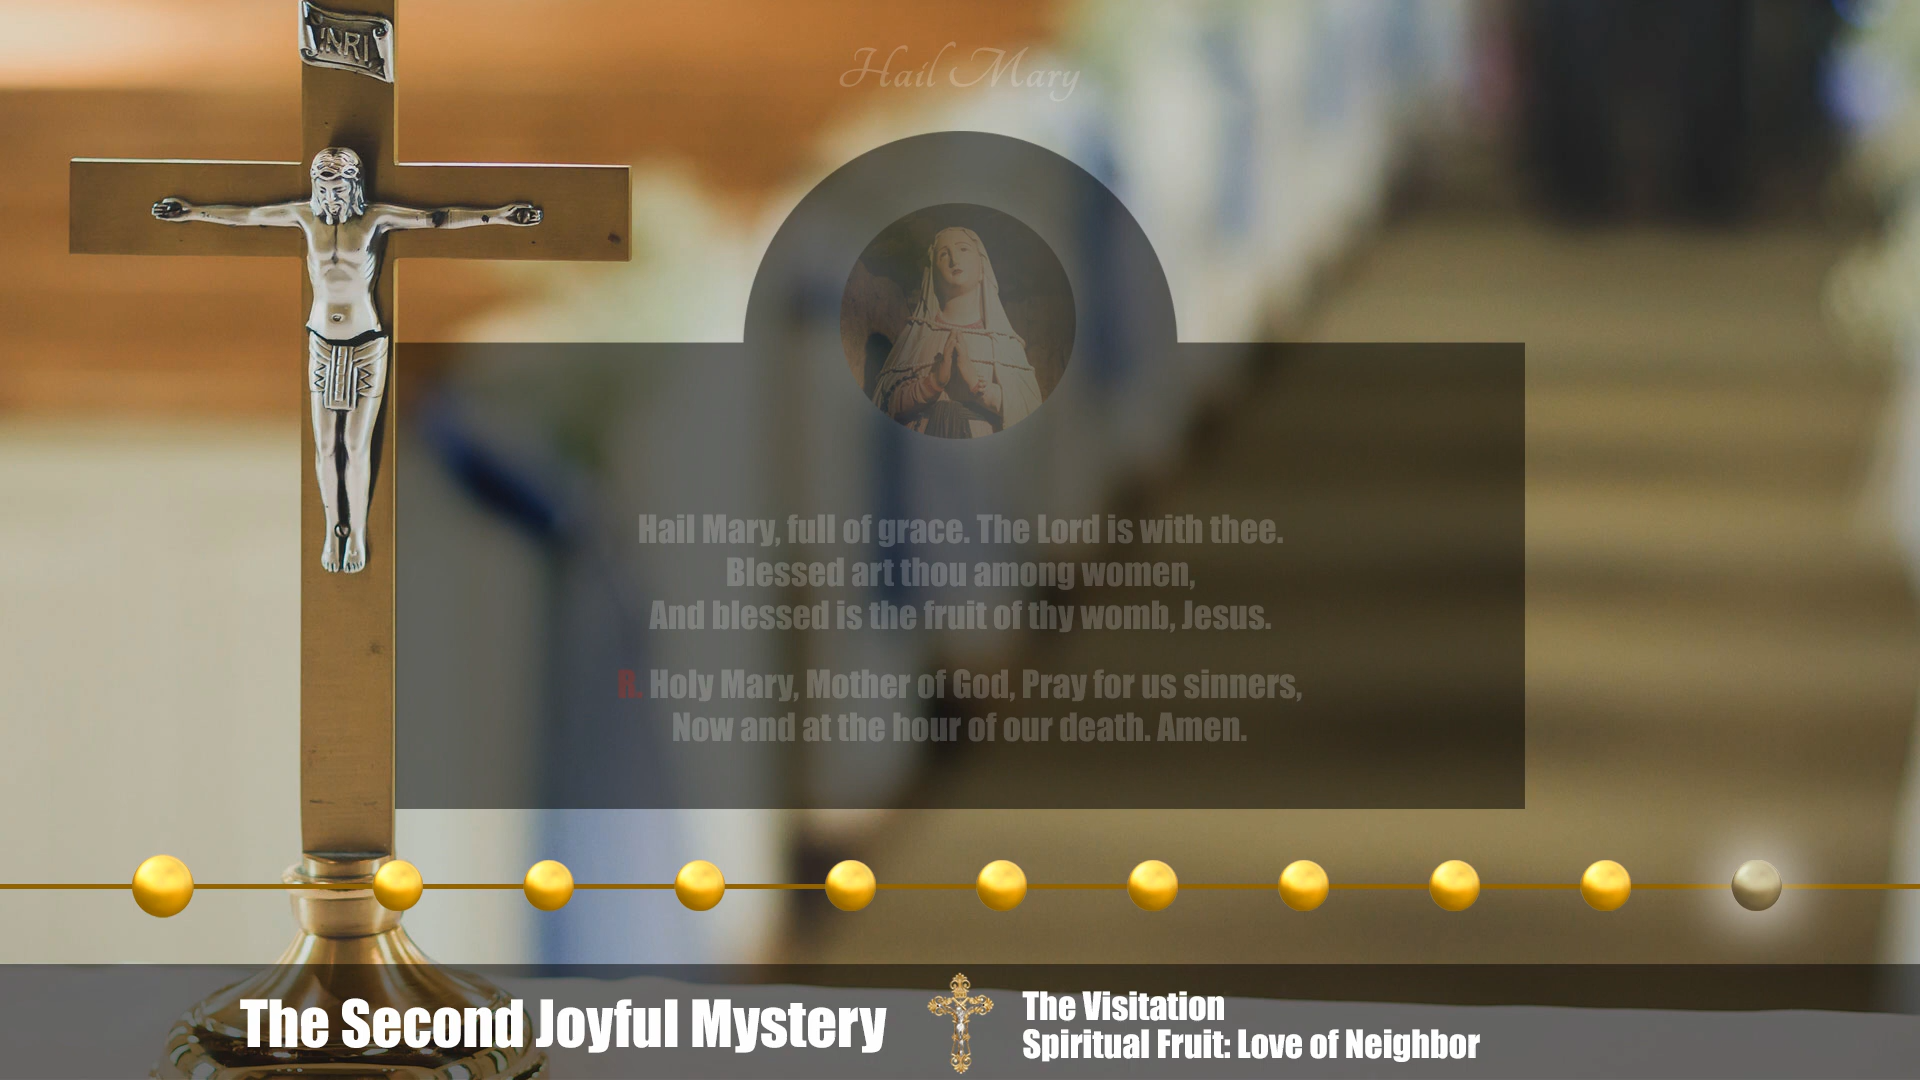 INRI
Hail Mary
Hail Mary, full of grace. The Lord is with thee.
Blessed art thou among women,
And blessed is the fruit of thy womb, Jesus.
R. Holy Mary, Mother of God, Pray for us sinners,
Now and at the hour of our death. Amen.
The Second Joyful Mystery
The Visitation
Spiritual Fruit: Love of Neighbor